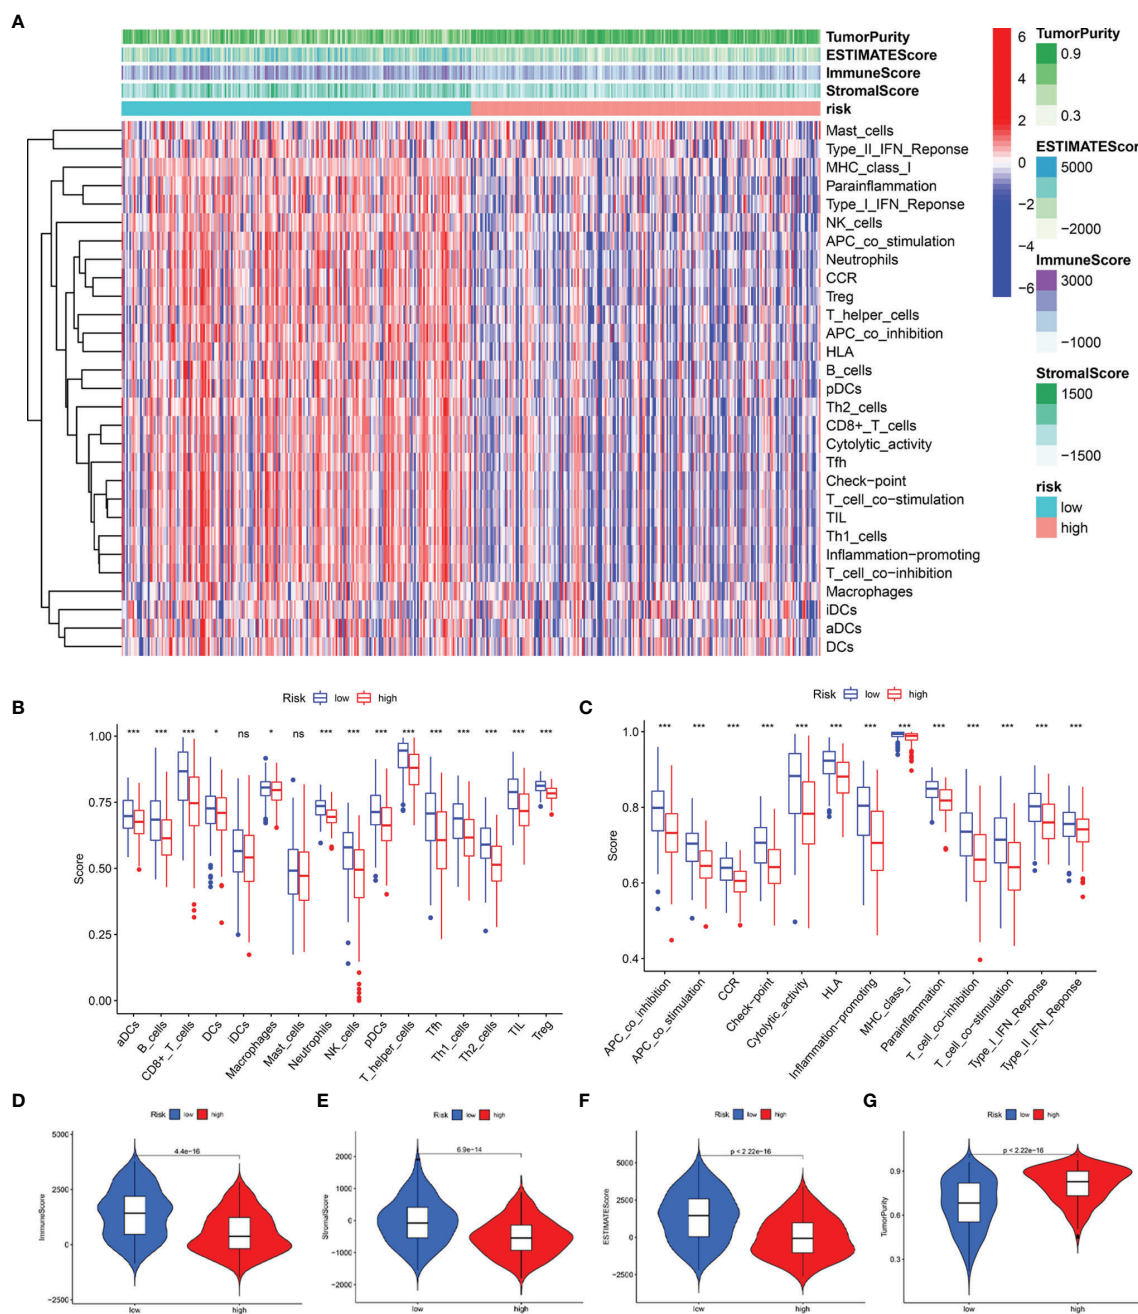 A
TumorPurity
ESTIMATEScore
ImmuneScore
StromalScore
risk
Mast_cells
Type_II_IFN_Reponse
MHC_class_I
Parainflammation
Type_I_IFN_Reponse
NK_cells
APC_co_stimulation
Neutrophils
CCR
Treg
T_helper_cells
APC_co_inhibition
HLA
B_cells
pDCs
Th2_cells
CD8+_T_cells
Cytolytic_activity
Tfh
Check−point
T_cell_co−stimulation
TIL
Th1_cells
Inflammation−promoting
T_cell_co−inhibition
Macrophages
iDCs
aDCs
DCs
6
4
2
0
−2
−4
−6
TumorPurity
0.9
0.3
ESTIMATEScor
5000
−2000
ImmuneScore
3000
−1000
StromalScore
1500
−1500
risk
low
high
B
Risk low high
*** *** *** * ns * ns *** *** *** *** *** *** *** *** ***
Score
1.00
0.75
0.50
0.25
0.00
aDCs
B_cells
CD8+_T_cells
DCs
iDCs
Macrophages
Mast_cells
Neutrophils
NK_cells
pDCs
T_helper_cells
Tfh
Th1_cells
Th2_cells
TIL
Treg
C
Risk low high
*** *** *** *** *** *** *** *** *** *** *** *** ***
Score
1.0
0.8
0.6
0.4
APC_co_inhibition
APC_co_stimulation
CCR
Check−point
Cytolytic_activity
HLA
Inflammation−promoting
MHC_class_I
Parainflammation
T_cell_co−inhibition
T_cell_co−stimulation
Type_I_IFN_Reponse
Type_II_IFN_Reponse
D
Risk low high
4.4e−16
ImmuneScore
5000
2500
0
−2500
low high
E
Risk low high
6.9e−14
StromalScore
2000
1000
0
−1000
−2000
low high
F
Risk low high
p < 2.22e−16
ESTIMATEScore
5000
2500
0
−2500
low high
G
Risk low high
p < 2.22e−16
TumorPurity
0.9
0.6
0.3
low high